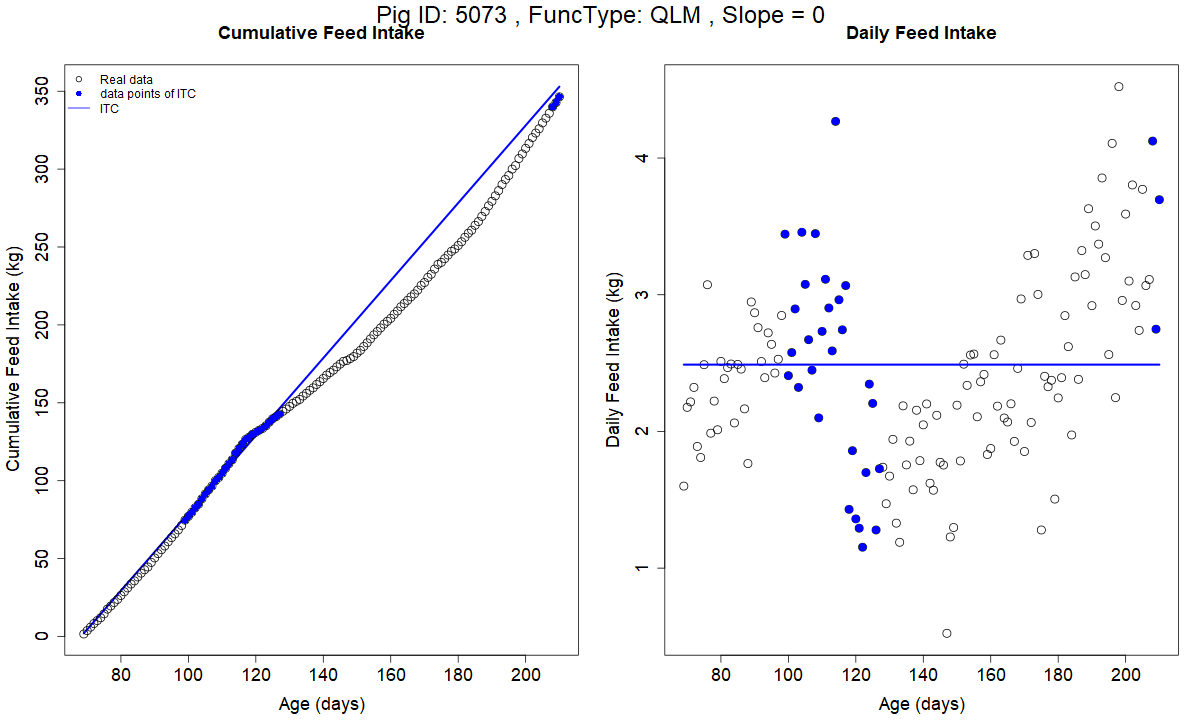 Pig ID: 5073 , FuncType: QLM , Slope = 0
Cumulative Feed Intake
Real data
data points of ITC
ITC
Cumulative Feed Intake (kg)
0
50
100
150
200
250
300
350
80
100
120
140
160
180
200
Age (days)
Daily Feed Intake
Daily Feed Intake (kg)
1
2
3
4
80
100
120
140
160
180
200
Age (days)